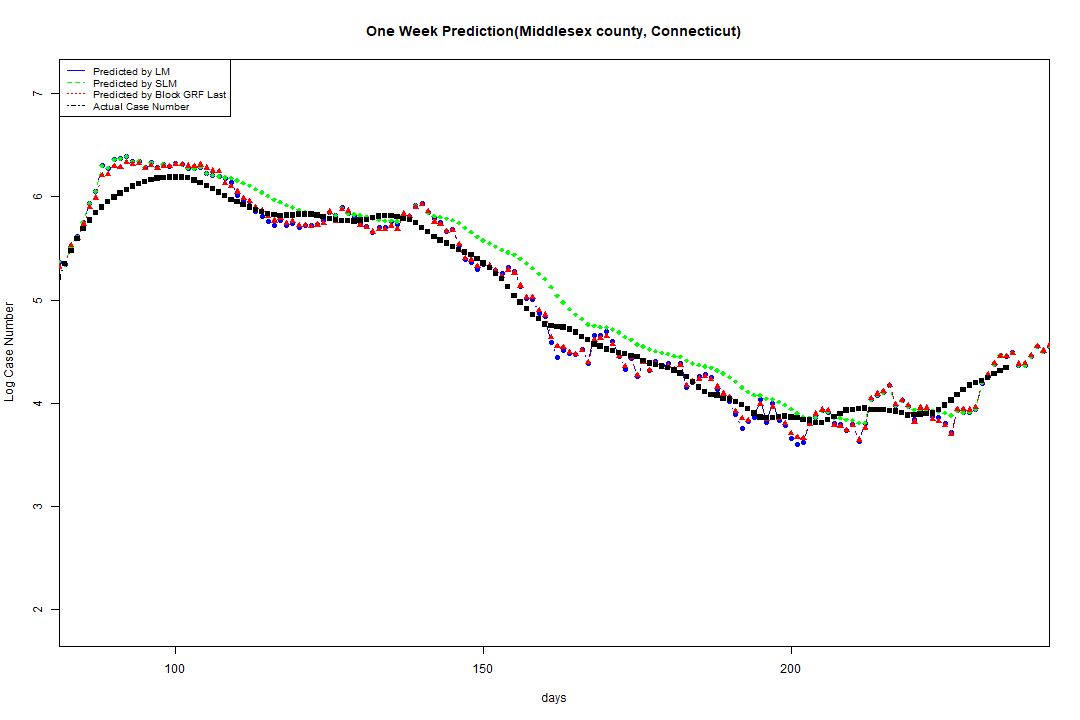 One Week Prediction(Middlesex county, Connecticut)
Predicted by LM
Predicted by SLM
Predicted by Block GRF Last
Actual Case Number
7
6
5
4
3
2
Log Case Number
100 150 200
days